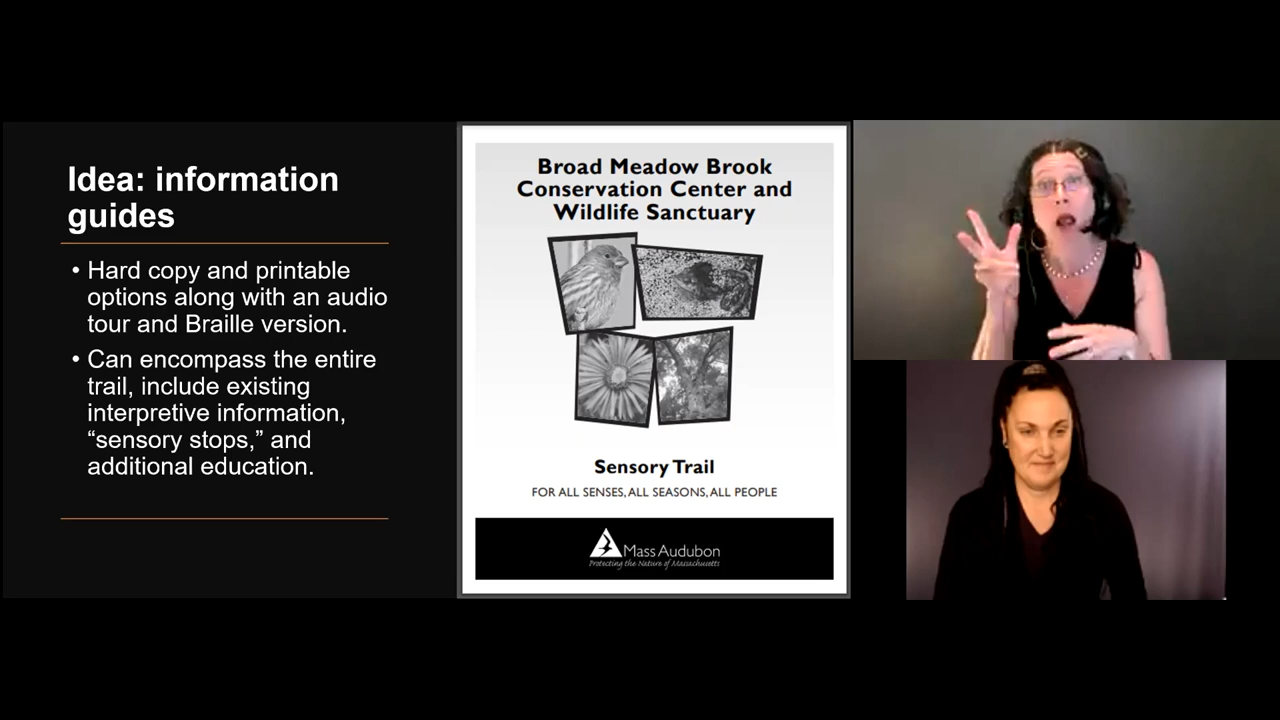 Idea: information
guides
• Hard copy and printable
options along with an audio
tour and Braille version.
• Can encompass the entire
trail, include existing
interpretive information,
“sensory stops,” and
additional education.
Broad Meadow Brook
Conservation Center and
Wildlife Sanctuary
Sensory Trail
FOR ALL SENSES, ALL SEASONS, ALL PEOPLE
Mass Audubon
Protecting the Nature of Massachusetts